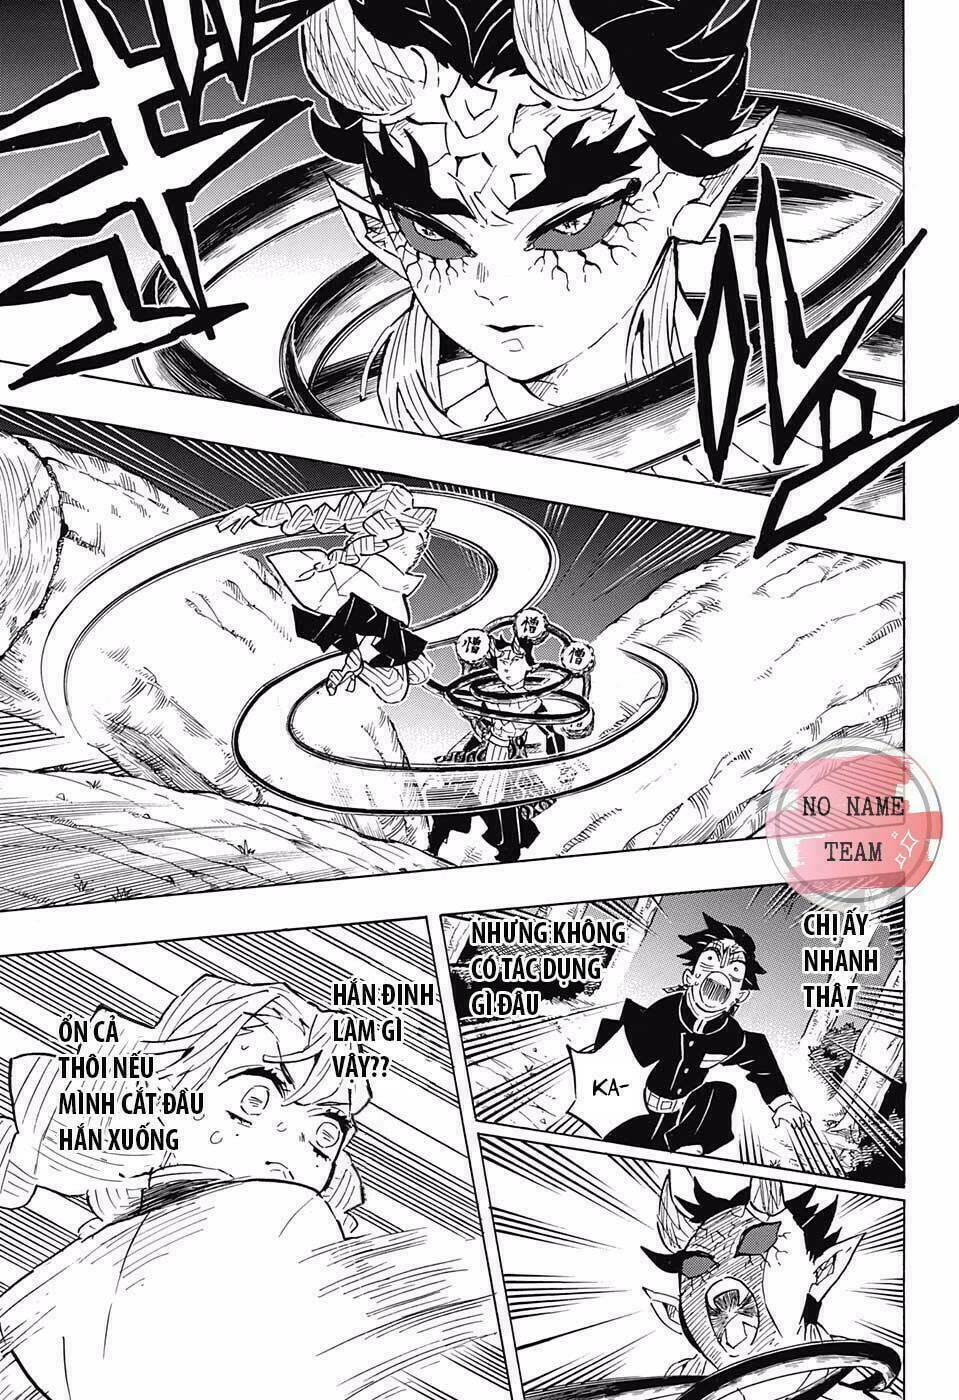 憎
憎
憎
NO NAME
TEAM
CHỊ ẤY
NHANH
THẬT
NHƯNG KHÔNG
CÓ TÁC DỤNG
GÌ ĐÂU
KA-
HẮN ĐỊNH
LÀM GÌ
VẬY??
ỔN CẢ
THÔI NẾU
MÌNH CẮT ĐẦU
HẮN XUỐNG